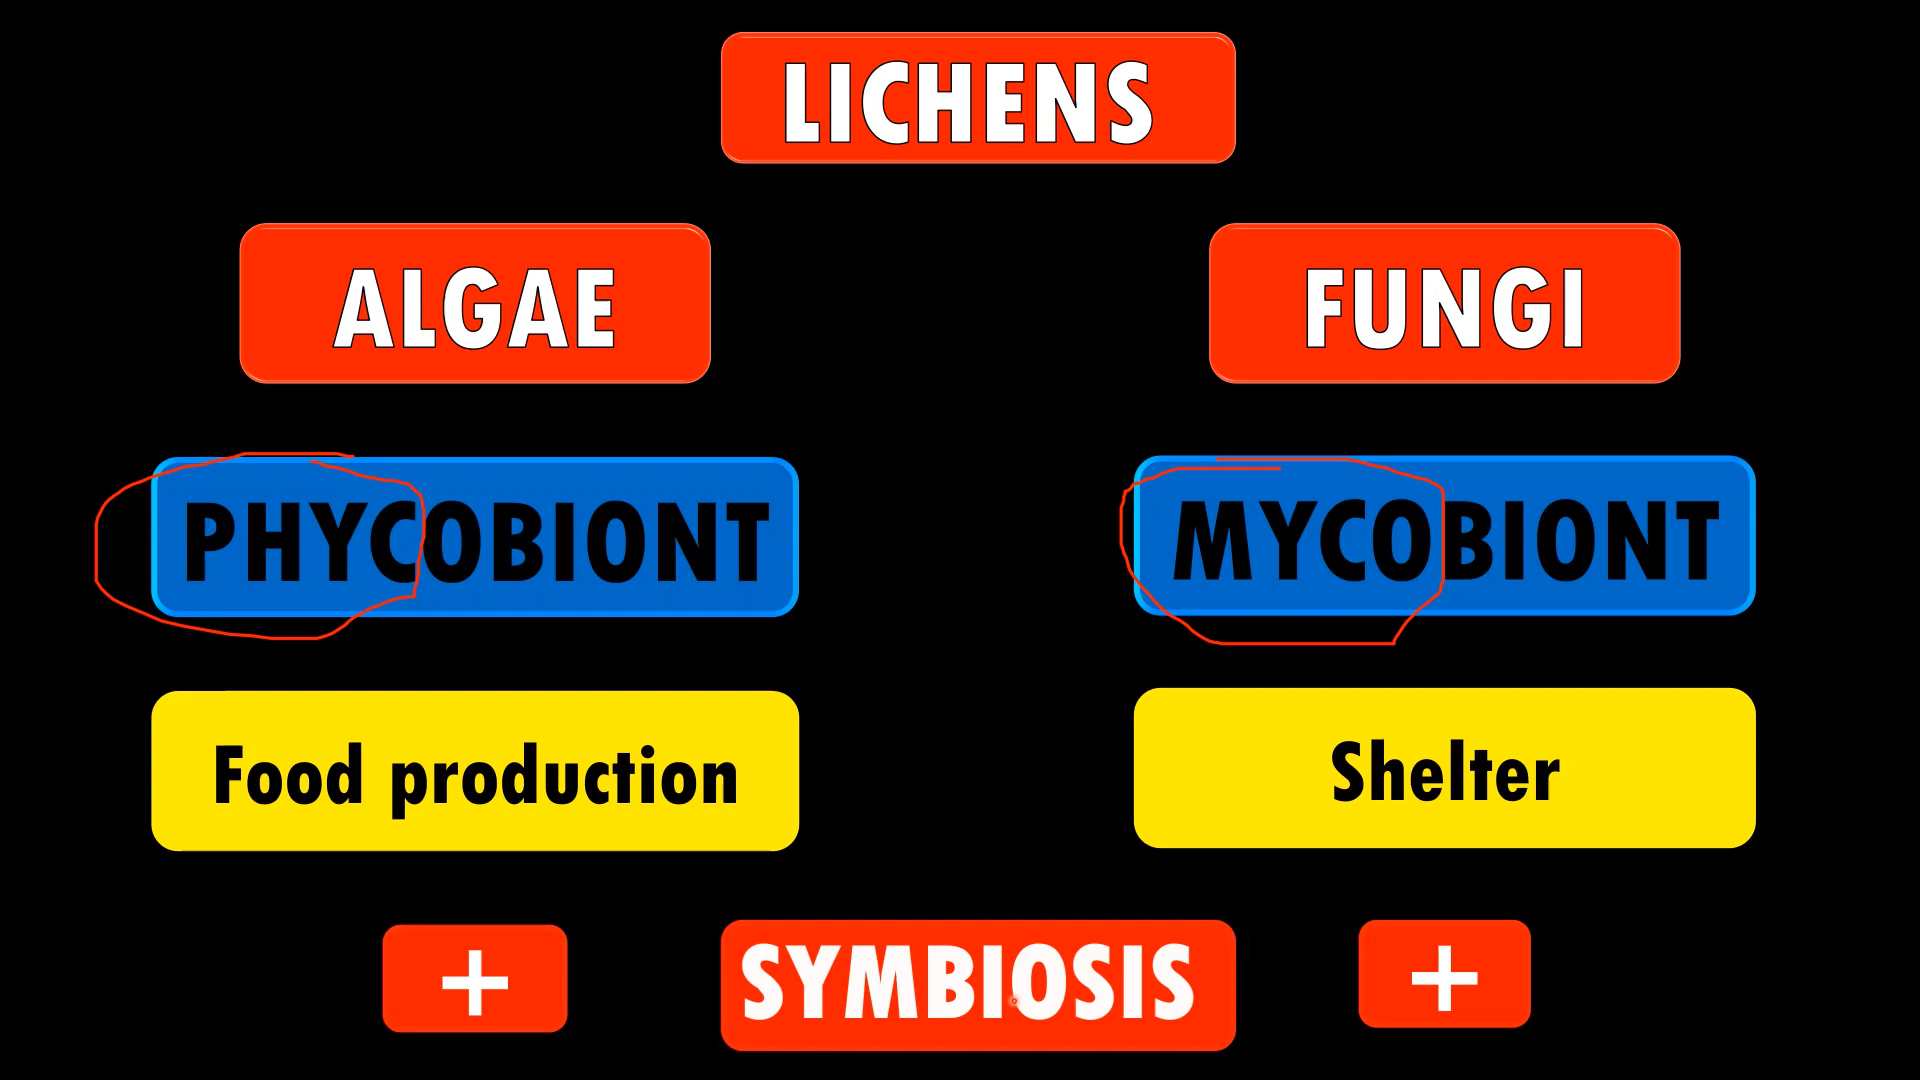 LICHENS
ALGAE
FUNGI
PHYCOBIONT
MYCOBIONT
Food production
Shelter
+
SYMBIOSIS
+